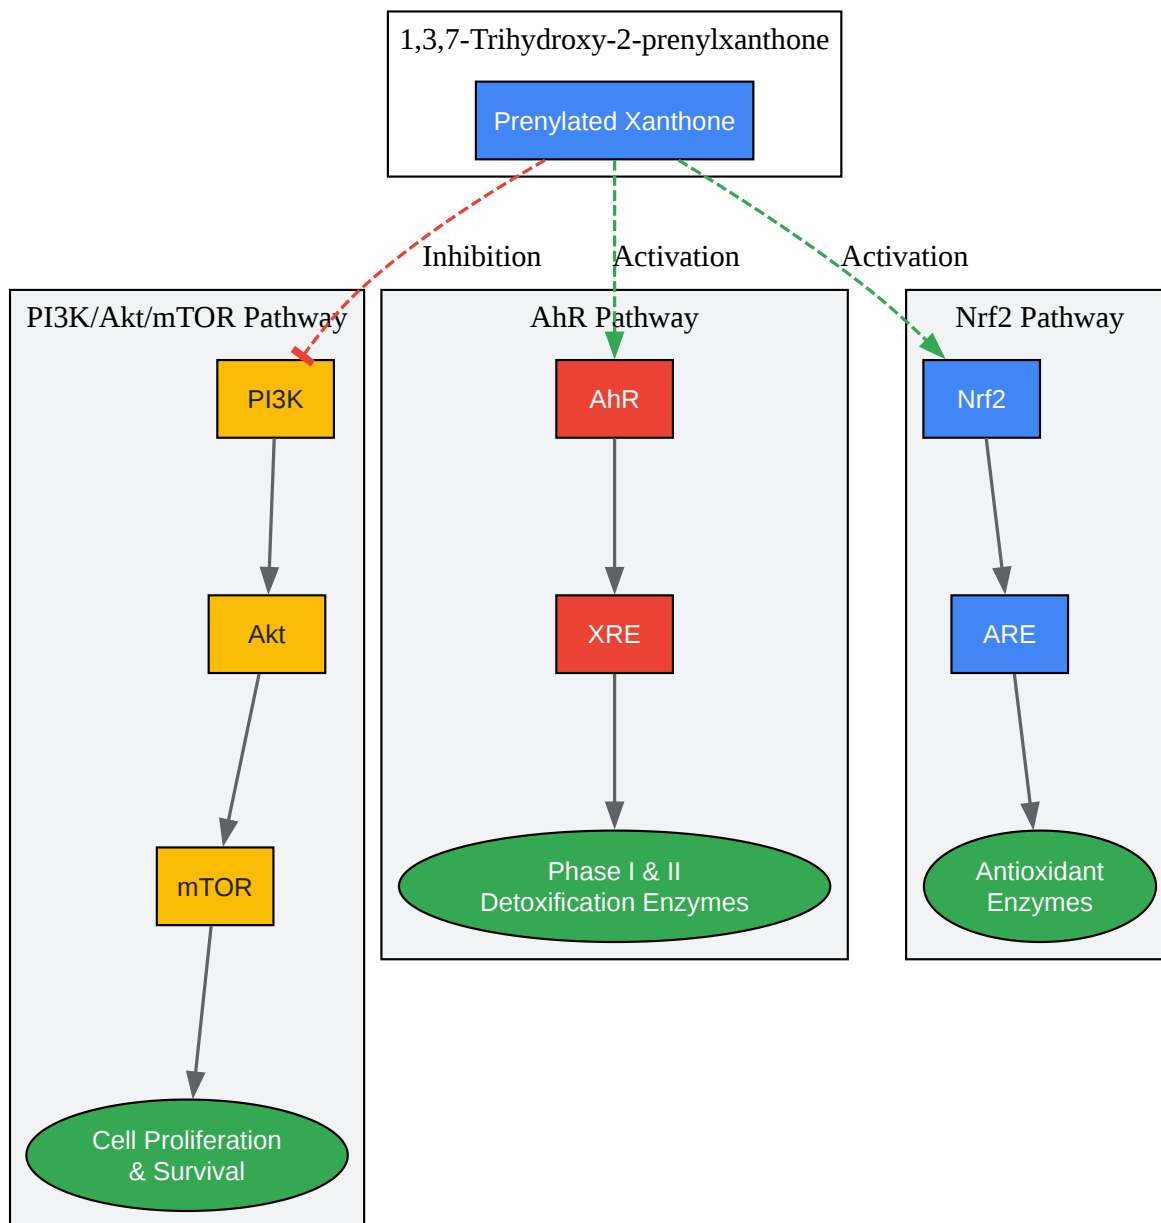 1,3,7-Trihydroxy-2-prenylxanthone
Prenylated Xanthone
Inhibition
Activation
Activation
PI3K/Akt/mTOR Pathway
PI3K
Akt
mTOR
Cell Proliferation
& Survival
AhR Pathway
AhR
XRE
Phase I & II
Detoxification Enzymes
Nrf2 Pathway
Nrf2
ARE
Antioxidant
Enzymes